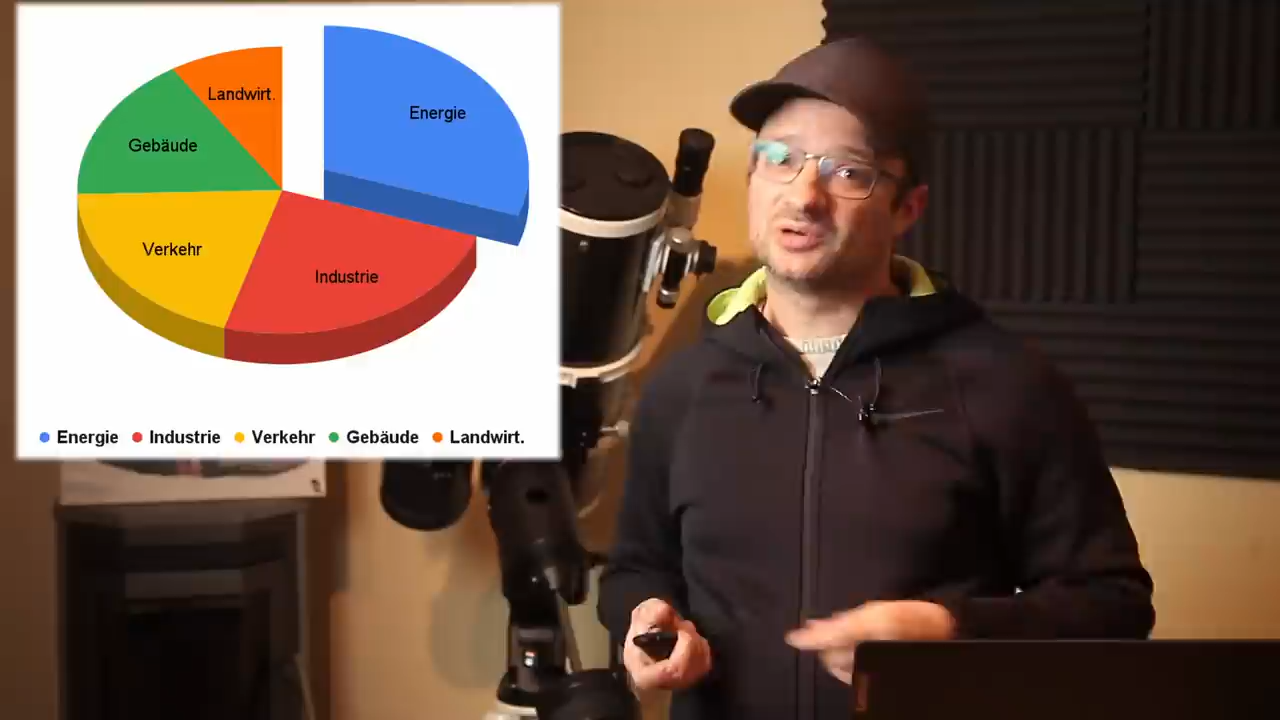 Landwirt.
Energie
Gebäude
Verkehr
Industrie
Energie Industrie Verkehr Gebäude Landwirt.